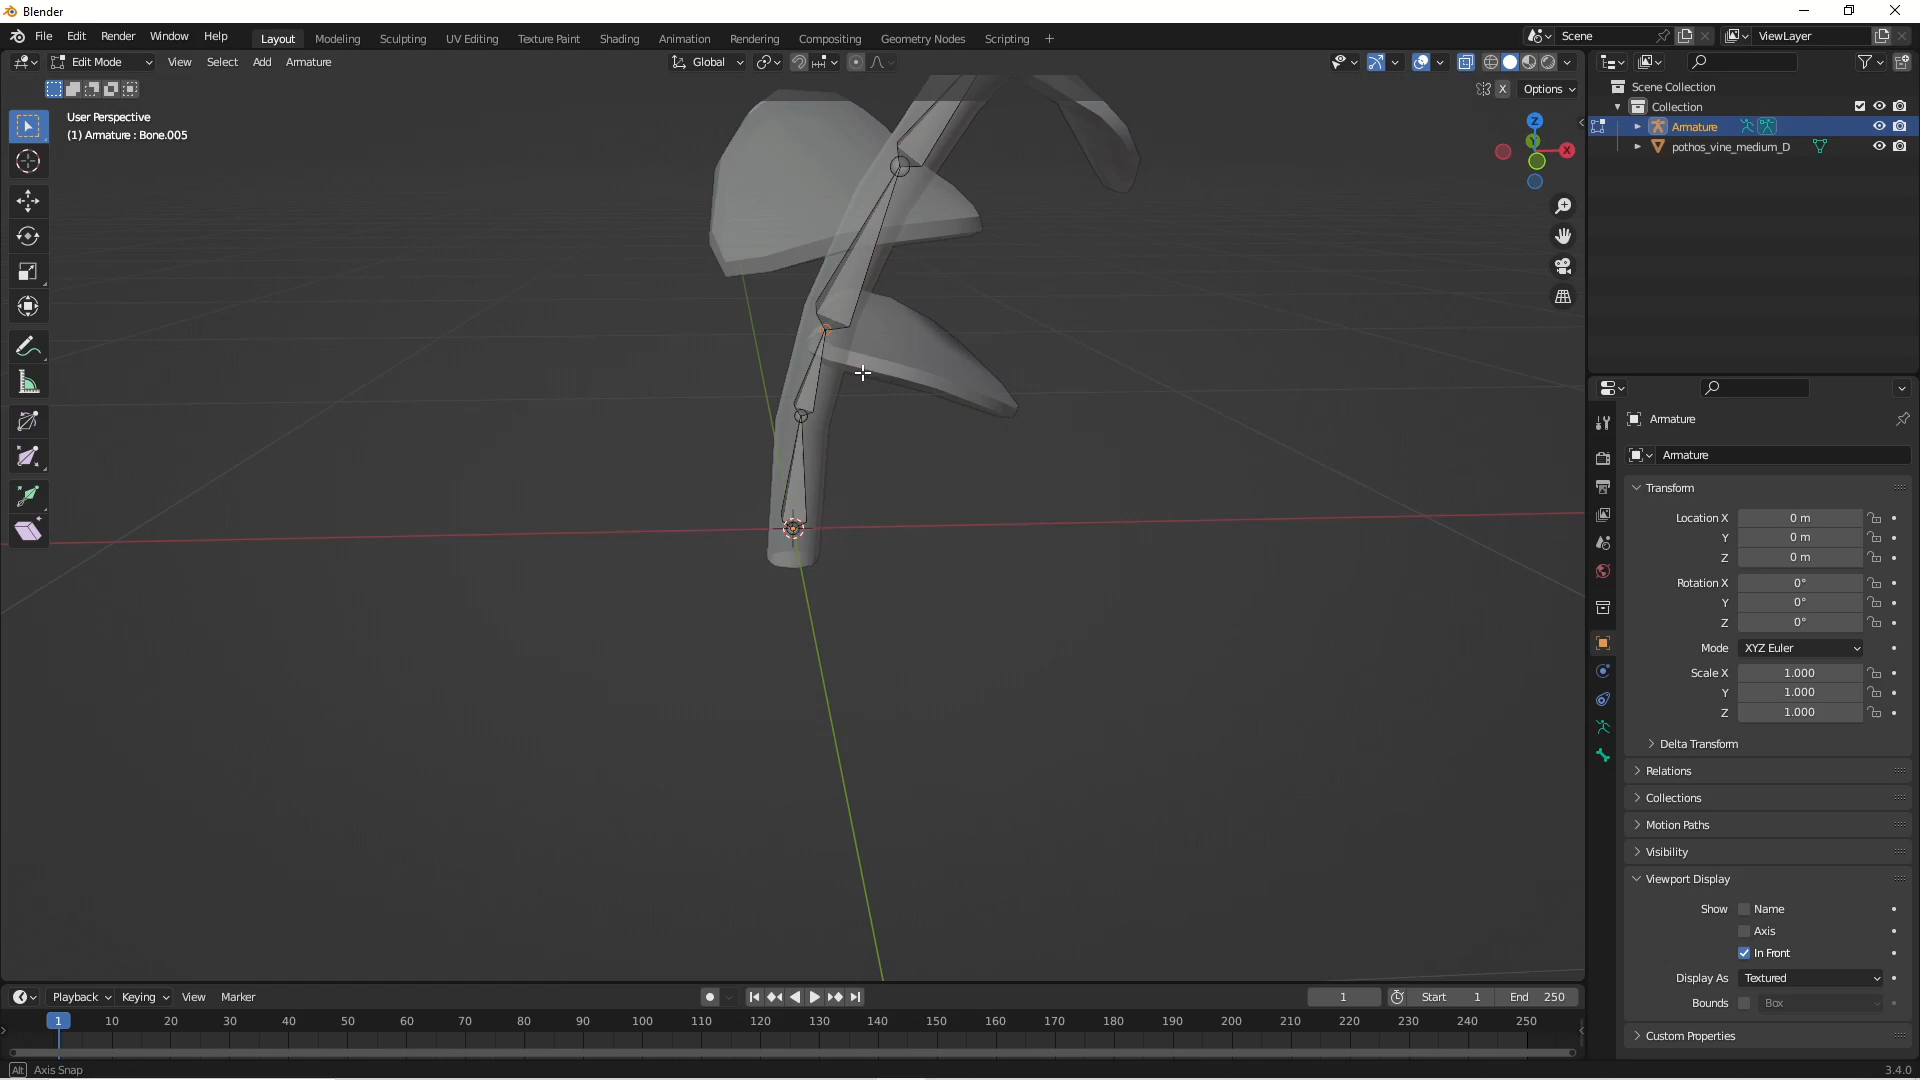 Blender
File Edit Render Window Help Layout Modeling Sculpting UV Editing Texture Paint Shading Animation Rendering Compositing Geometry Nodes Scripting + Scene ViewLayer
Edit Mode View Select Add Armature Global
X Options
User Perspective
(1) Armature : Bone.005
Z
Y
X
Scene Collection
Collection
Armature
pothos_vine_medium_D
Armature
Armature
Transform
Location X 0 m
Y 0 m
Z 0 m
Rotation X 0°
Y 0°
Z 0°
Mode XYZ Euler
Scale X 1.000
Y 1.000
Z 1.000
Delta Transform
Relations
Collections
Motion Paths
Visibility
Viewport Display
Show Name
Axis
In Front
Display As Textured
Bounds Box
Custom Properties
Playback Keying View Marker 1 Start 1 End 250
1 10 20 30 40 50 60 70 80 90 100 110 120 130 140 150 160 170 180 190 200 210 220 230 240 250
Alt Axis Snap 3.4.0